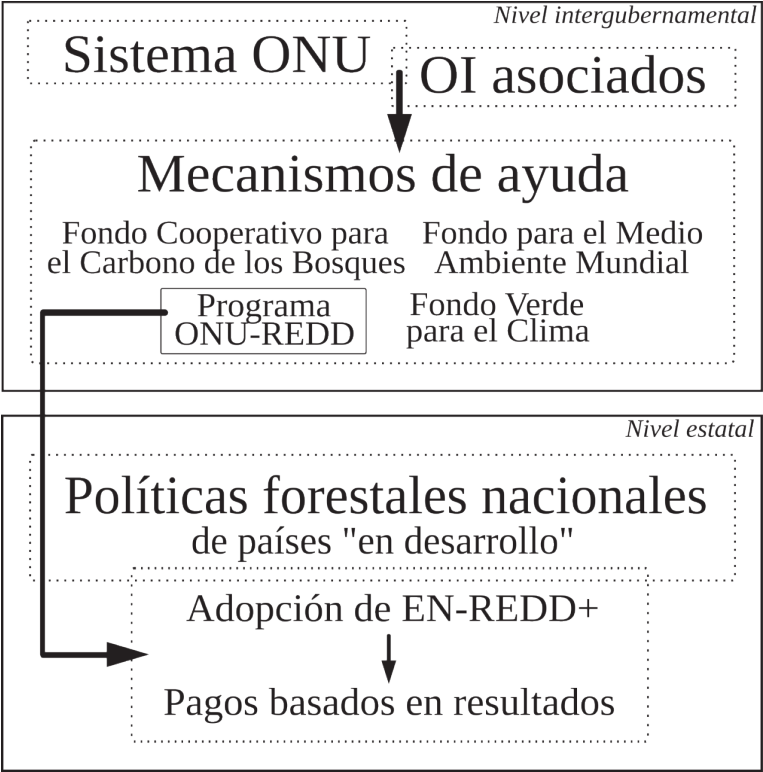 Nivel intergubernamental
Sistema ONU
OI asociados
Mecanismos de ayuda
Fondo Cooperativo para
el Carbono de los Bosques
Fondo para el Medio
Ambiente Mundial
Programa
ONU-REDD
Fondo Verde
para el Clima
Nivel estatal
Políticas forestales nacionales
de países "en desarrollo"
Adopción de EN-REDD+
Pagos basados en resultados